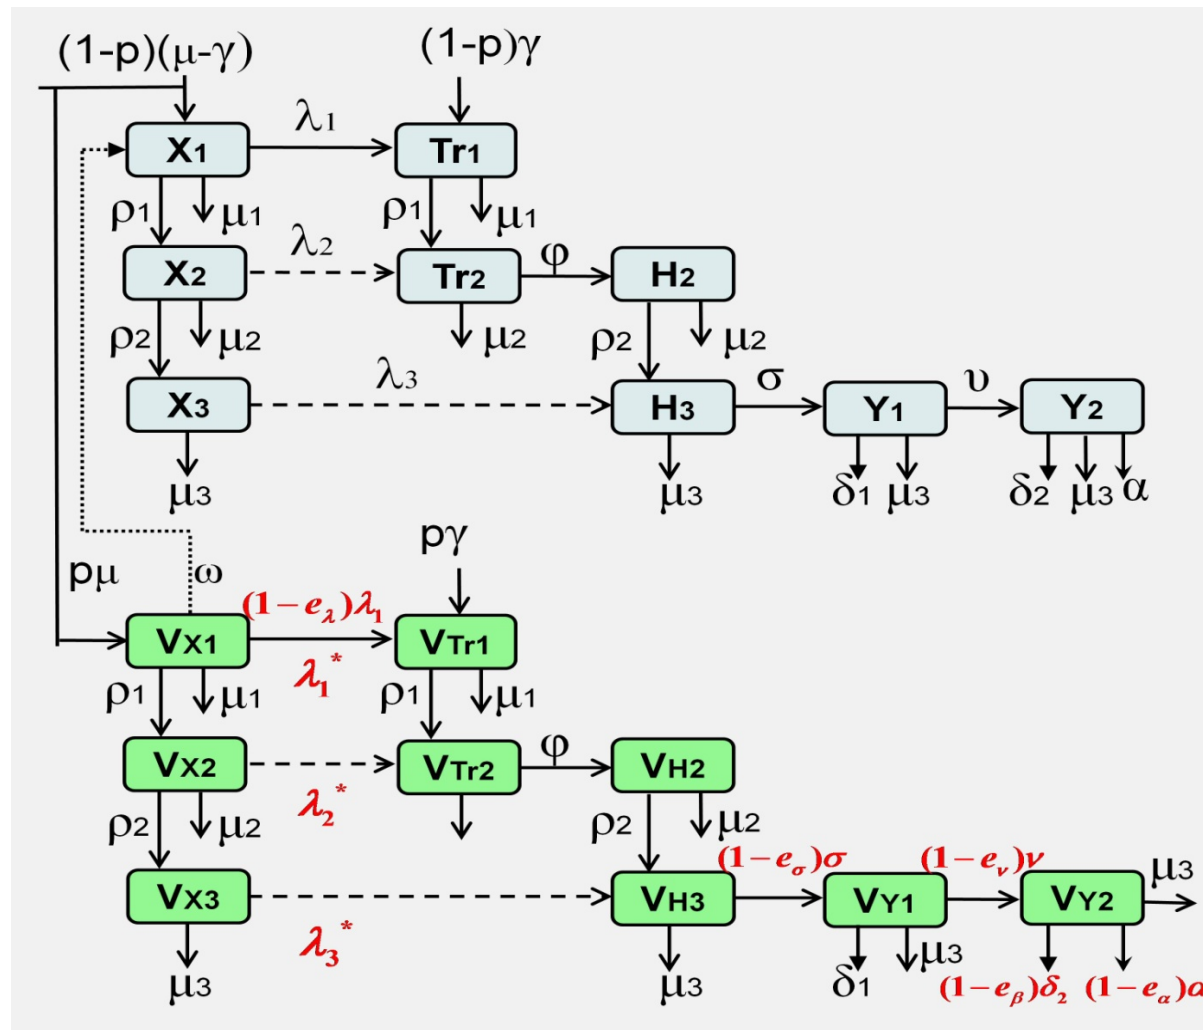 (1-p)(μ-γ) (1-p)γ
X1 λ1 Tr1
ρ1 μ1 ρ1 μ1
X2 λ2 Tr2 φ H2
ρ2 μ2 μ2 ρ2 μ2
X3 λ3 H3 σ Y1 υ Y2
μ3 μ3 δ1 μ3 δ2 μ3 α
pμ ω pγ
VX1 (1-eλ)λ1 VTr1
λ1*
ρ1 μ1 ρ1 μ1
VX2 VTr2 φ VH2
λ2*
ρ2 μ2 ρ2 μ2
VX3 VH3 (1-eσ)σ VY1 (1-eν)ν VY2 μ3
λ3*
μ3 μ3 δ1 μ3 (1-eβ)δ2 (1-eα)α